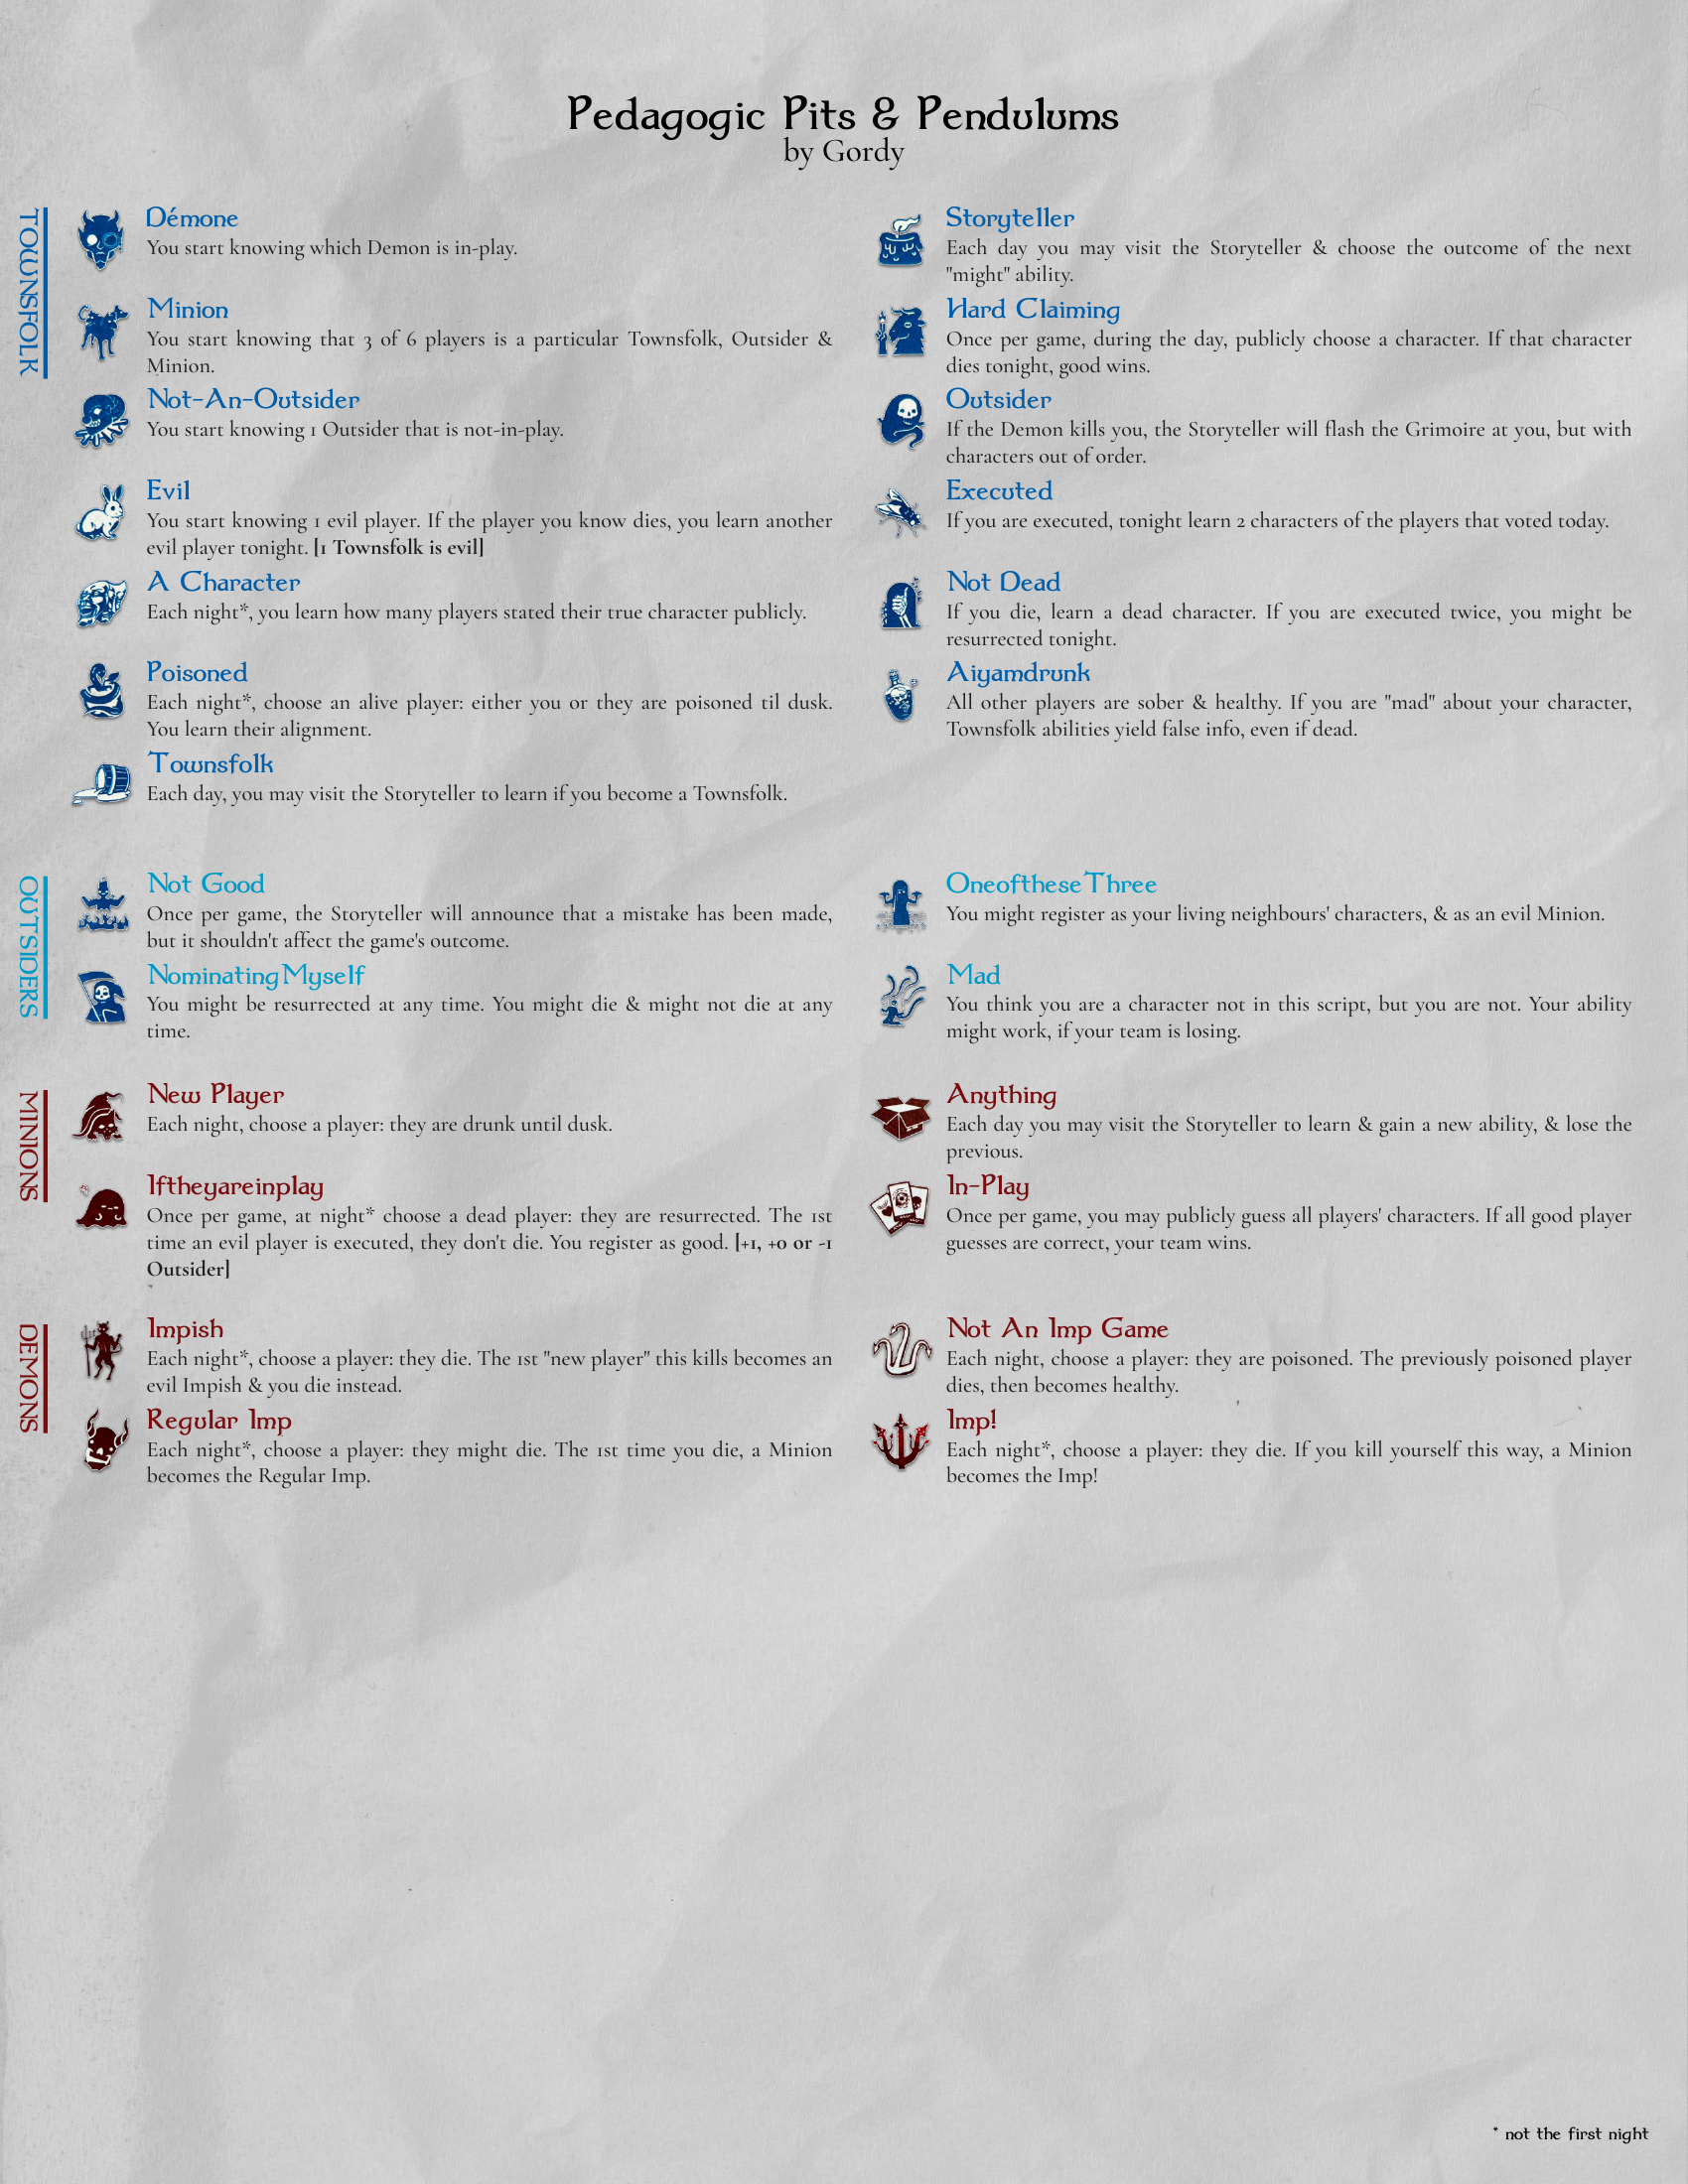 Pedagogic Pits & Pendulums
by Gordy
TOWNSFOLK
Démone
You start knowing which Demon is in-play.
Minion
You start knowing that 3 of 6 players is a particular Townsfolk, Outsider &
Minion.
Not-An-Outsider
You start knowing 1 Outsider that is not-in-play.
Evil
You start knowing 1 evil player. If the player you know dies, you learn another
evil player tonight. [1 Townsfolk is evil]
A Character
Each night*, you learn how many players stated their true character publicly.
Poisoned
Each night*, choose an alive player: either you or they are poisoned til dusk.
You learn their alignment.
Townsfolk
Each day, you may visit the Storyteller to learn if you become a Townsfolk.
Storyteller
Each day you may visit the Storyteller & choose the outcome of the next
"might" ability.
Hard Claiming
Once per game, during the day, publicly choose a character. If that character
dies tonight, good wins.
Outsider
If the Demon kills you, the Storyteller will flash the Grimoire at you, but with
characters out of order.
Executed
If you are executed, tonight learn 2 characters of the players that voted today.
Not Dead
If you die, learn a dead character. If you are executed twice, you might be
resurrected tonight.
Aiyamdrunk
All other players are sober & healthy. If you are "mad" about your character,
Townsfolk abilities yield false info, even if dead.
OUTSIDERS
Not Good
Once per game, the Storyteller will announce that a mistake has been made,
but it shouldn't affect the game's outcome.
NominatingMyself
You might be resurrected at any time. You might die & might not die at any
time.
OneoftheseThree
You might register as your living neighbours' characters, & as an evil Minion.
Mad
You think you are a character not in this script, but you are not. Your ability
might work, if your team is losing.
MINIONS
New Player
Each night, choose a player: they are drunk until dusk.
Iftheyareinplay
Once per game, at night* choose a dead player: they are resurrected. The 1st
time an evil player is executed, they don't die. You register as good. [+1, +0 or -1
Outsider]
Anything
Each day you may visit the Storyteller to learn & gain a new ability, & lose the
previous.
In-Play
Once per game, you may publicly guess all players' characters. If all good player
guesses are correct, your team wins.
DEMONS
Impish
Each night*, choose a player: they die. The 1st "new player" this kills becomes an
evil Impish & you die instead.
Regular Imp
Each night*, choose a player: they might die. The 1st time you die, a Minion
becomes the Regular Imp.
Not An Imp Game
Each night, choose a player: they are poisoned. The previously poisoned player
dies, then becomes healthy.
Imp!
Each night*, choose a player: they die. If you kill yourself this way, a Minion
becomes the Imp!
* not the first night